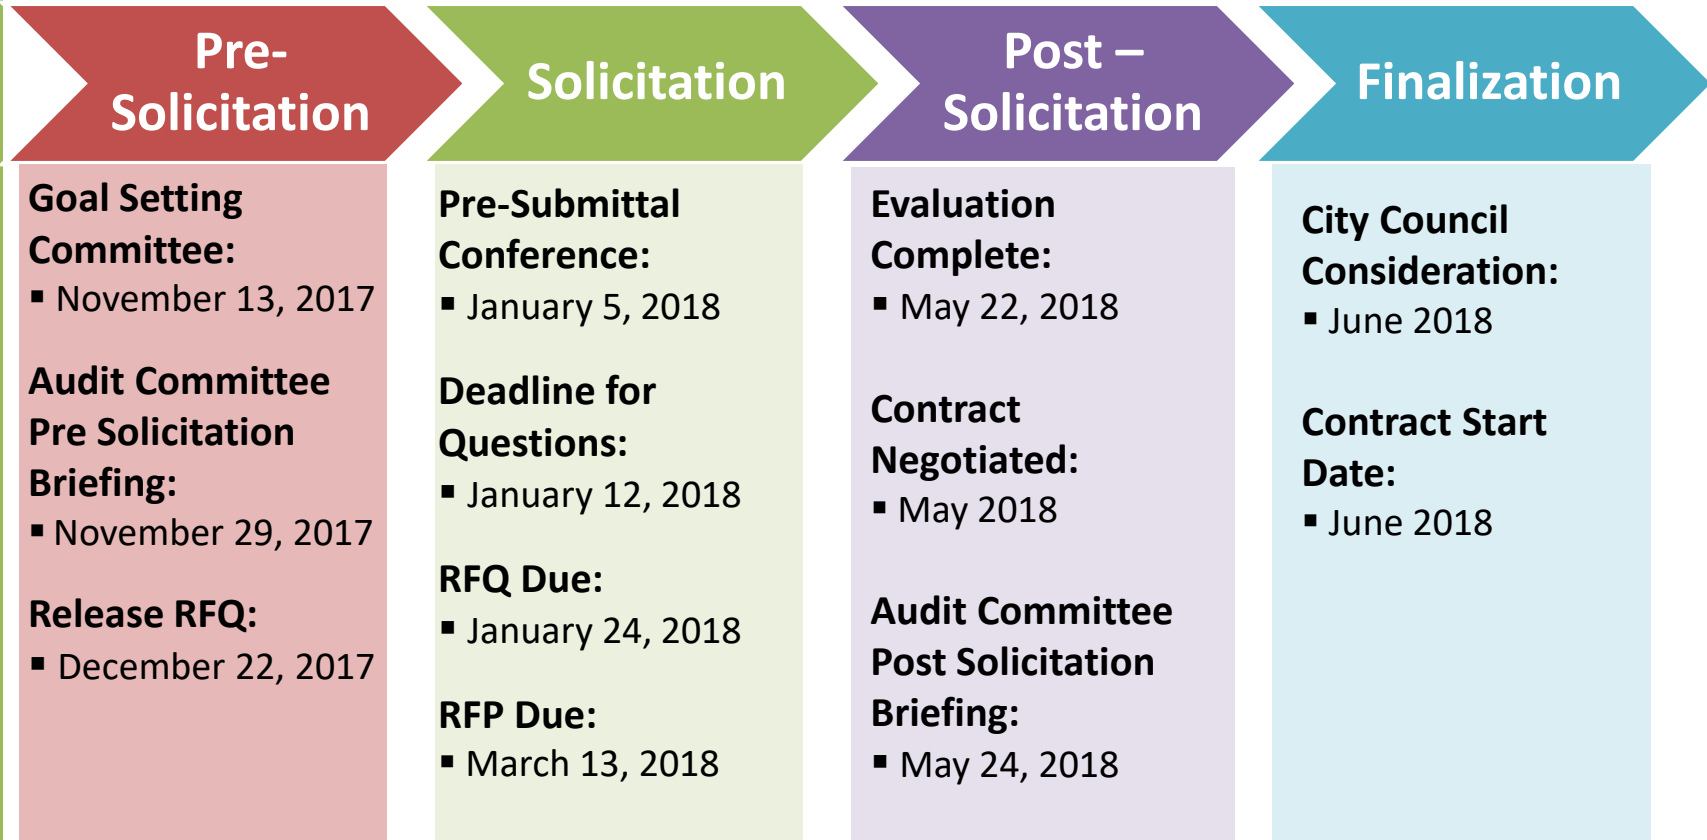 Pre-
Solicitation
Goal Setting
Committee:
▪ November 13, 2017
Audit Committee
Pre Solicitation
Briefing:
▪ November 29, 2017
Release RFQ:
▪ December 22, 2017
Solicitation
Pre-Submittal
Conference:
▪ January 5, 2018
Deadline for
Questions:
▪ January 12, 2018
RFQ Due:
▪ January 24, 2018
RFP Due:
▪ March 13, 2018
Post –
Solicitation
Evaluation
Complete:
▪ May 22, 2018
Contract
Negotiated:
▪ May 2018
Audit Committee
Post Solicitation
Briefing:
▪ May 24, 2018
Finalization
City Council
Consideration:
▪ June 2018
Contract Start
Date:
▪ June 2018